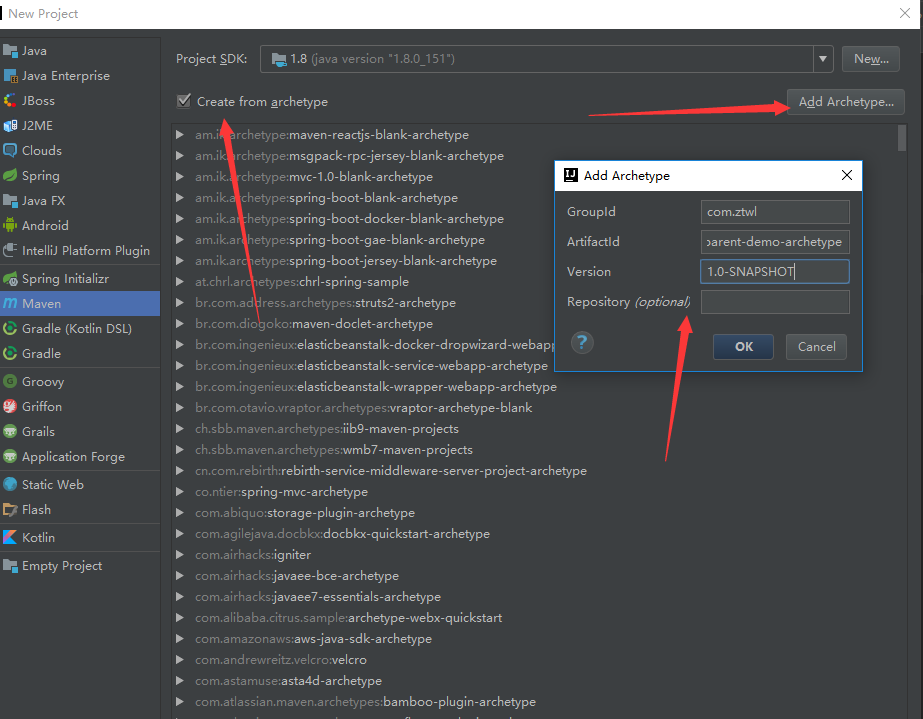 New Project
Java
Java Enterprise
JBoss
J2ME
Clouds
Spring
Java FX
Android
IntelliJ Platform Plugin
Spring Initializr
Maven
Gradle (Kotlin DSL)
Gradle
Groovy
Griffon
Grails
Application Forge
Static Web
Flash
Kotlin
Empty Project
Project SDK: 1.8 (java version "1.8.0_151") New...
Create from archetype Add Archetype...
am.ik.archetype:maven-reactjs-blank-archetype
am.ik.archetype:msgpack-rpc-jersey-blank-archetype
am.ik.archetype:mvc-1.0-blank-archetype
am.ik.archetype:spring-boot-blank-archetype
am.ik.archetype:spring-boot-docker-blank-archetype
am.ik.archetype:spring-boot-gae-blank-archetype
am.ik.archetype:spring-boot-jersey-blank-archetype
at.chrl.archetypes:chrl-spring-sample
br.com.address.archetypes:struts2-archetype
br.com.diogoko:maven-doclet-archetype
br.com.ingenieux:elasticbeanstalk-docker-dropwizard-webapp
br.com.ingenieux:elasticbeanstalk-service-webapp-archetype
br.com.ingenieux:elasticbeanstalk-wrapper-webapp-archetype
br.com.otavio.vraptor.archetypes:vraptor-archetype-blank
ch.sbb.maven.archetypes:iib9-maven-projects
ch.sbb.maven.archetypes:wmb7-maven-projects
cn.com.rebirth:rebirth-service-middleware-server-project-archetype
co.ntier:spring-mvc-archetype
com.abiquo:storage-plugin-archetype
com.agilejava.docbkx:docbkx-quickstart-archetype
com.airhacks:igniter
com.airhacks:javaee-bce-archetype
com.airhacks:javaee7-essentials-archetype
com.alibaba.citrus.sample:archetype-webx-quickstart
com.amazonaws:aws-java-sdk-archetype
com.andrewreitz.velcro:velcro
com.astamuse:asta4d-archetype
com.atlassian.maven.archetypes:bamboo-plugin-archetype
Add Archetype
GroupId com.ztwl
ArtifactId parent-demo-archetype
Version 1.0-SNAPSHOT
Repository (optional)
? OK Cancel